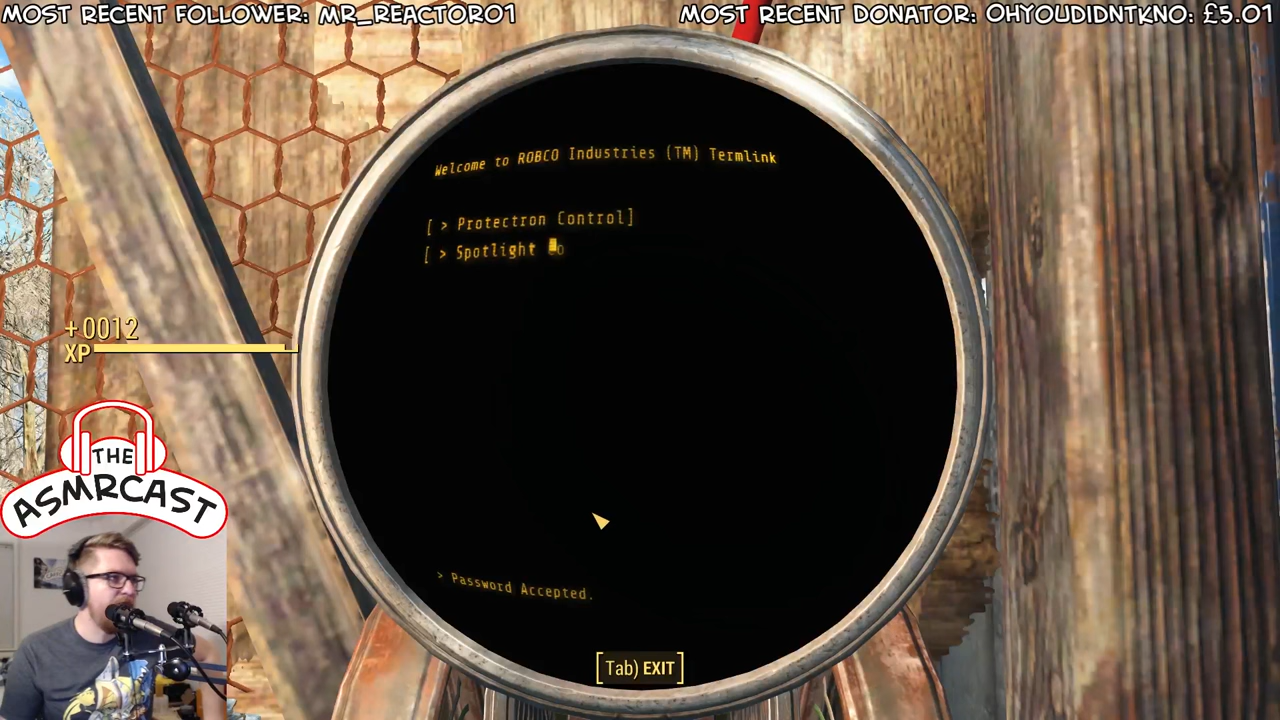 MOST RECENT FOLLOWER: MR_REACTOR01
MOST RECENT DONATOR: OHYOUDIDNTKNO: £5.01
Welcome to ROBCO Industries (TM) Termlink
[ > Protectron Control]
[ > Spotlight
+0012
XP
THE
ASMRCAST
> Password Accepted.
[Tab) EXIT]